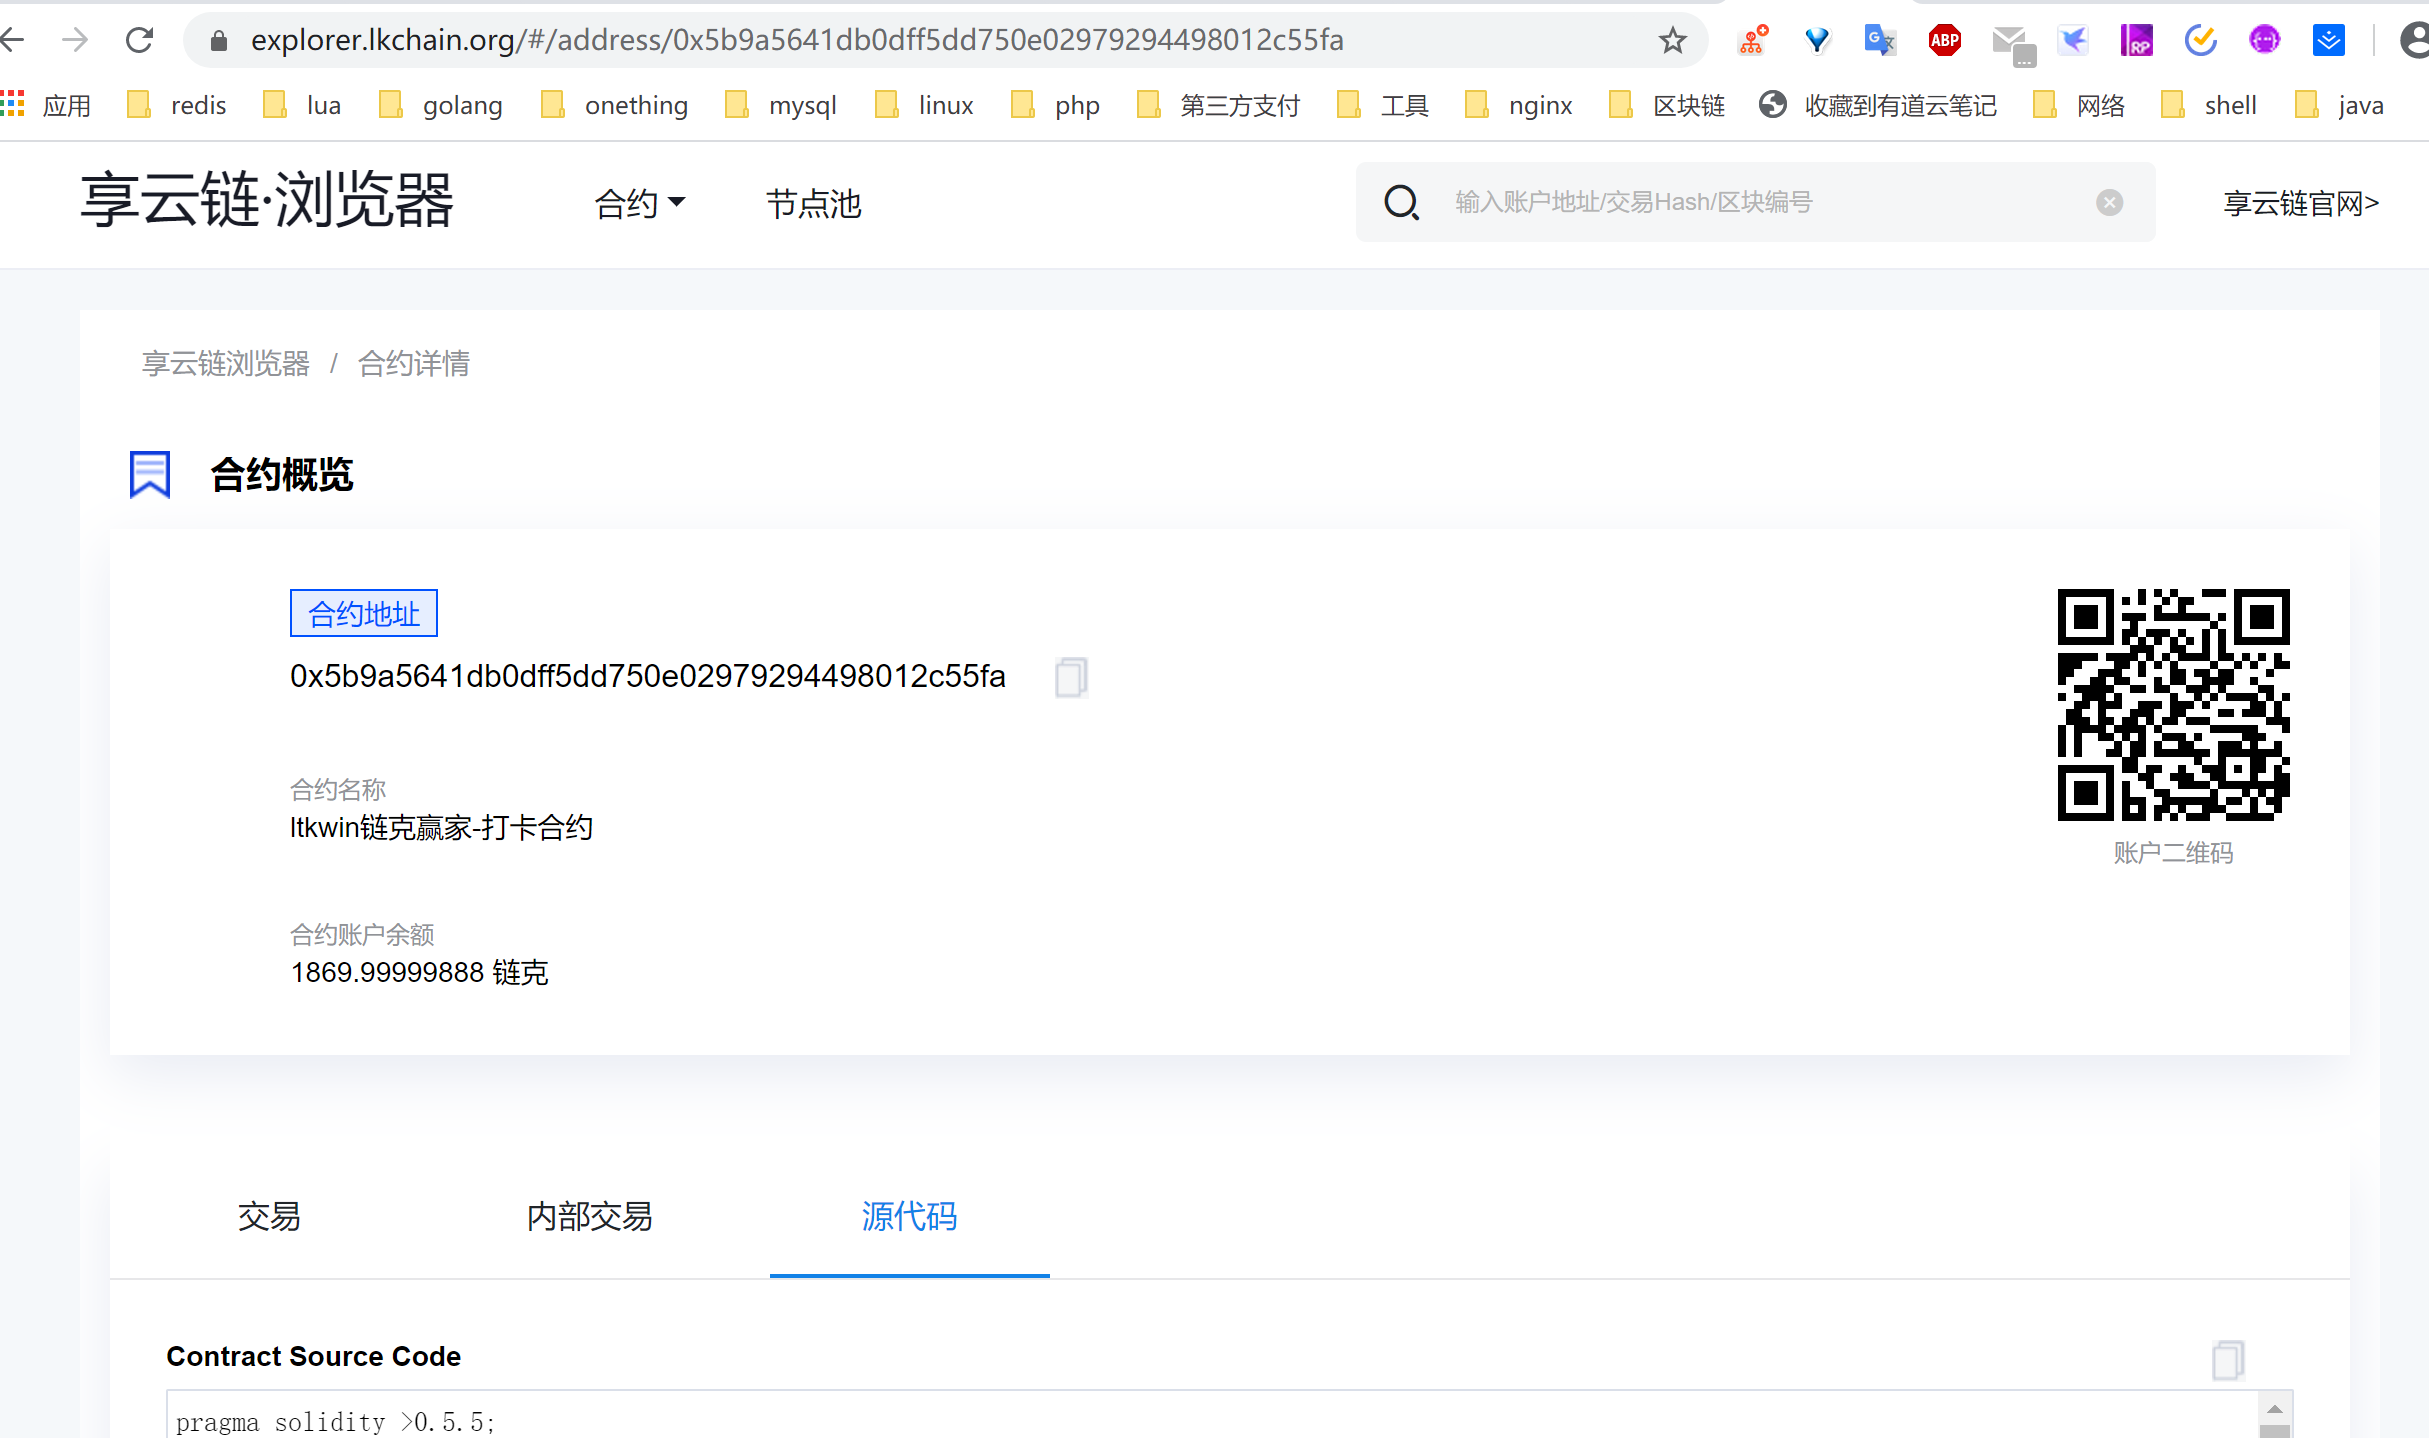 explorer.lkchain.org/#/address/0x5b9a5641db0dff5dd750e02979294498012c55fa
ABP
RP
应用 redis lua golang onething mysql linux php 第三方支付 工具 nginx 区块链 收藏到有道云笔记 网络 shell java
享云链·浏览器 合约 节点池 输入账户地址/交易Hash/区块编号 享云链官网>
享云链浏览器 / 合约详情
合约概览
合约地址
0x5b9a5641db0dff5dd750e02979294498012c55fa
合约名称
ltkwin链克赢家-打卡合约
账户二维码
合约账户余额
1869.99999888 链克
交易 内部交易 源代码
Contract Source Code
pragma solidity >0.5.5;